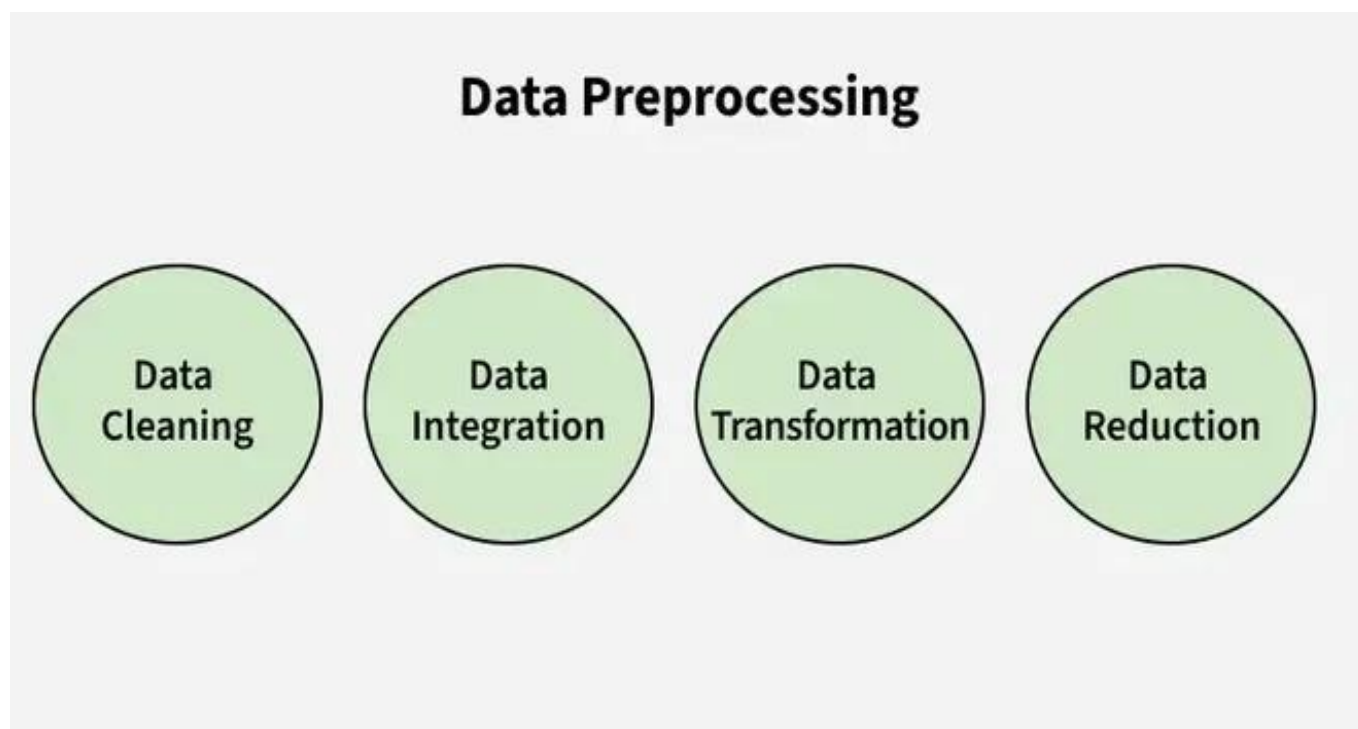 Data Preprocessing
Data
Cleaning
Data
Integration
Data
Transformation
Data
Reduction